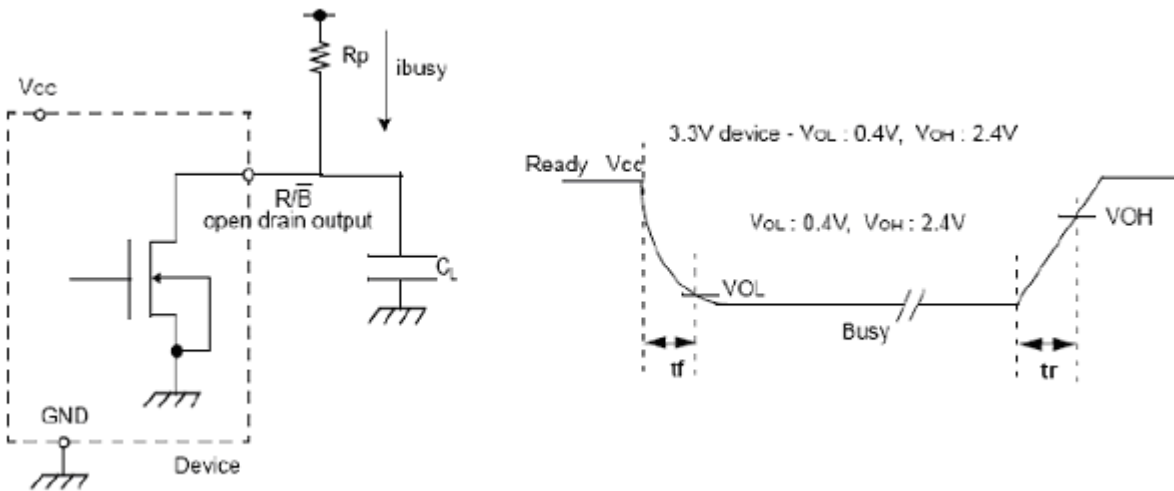 Rp
ibusy
Vcc
R/B̅
open drain output
CL
GND
Device
3.3V device - VOL : 0.4V, VOH : 2.4V
Ready Vcc
VOL : 0.4V, VOH : 2.4V
VOH
VOL
Busy
tf
tr